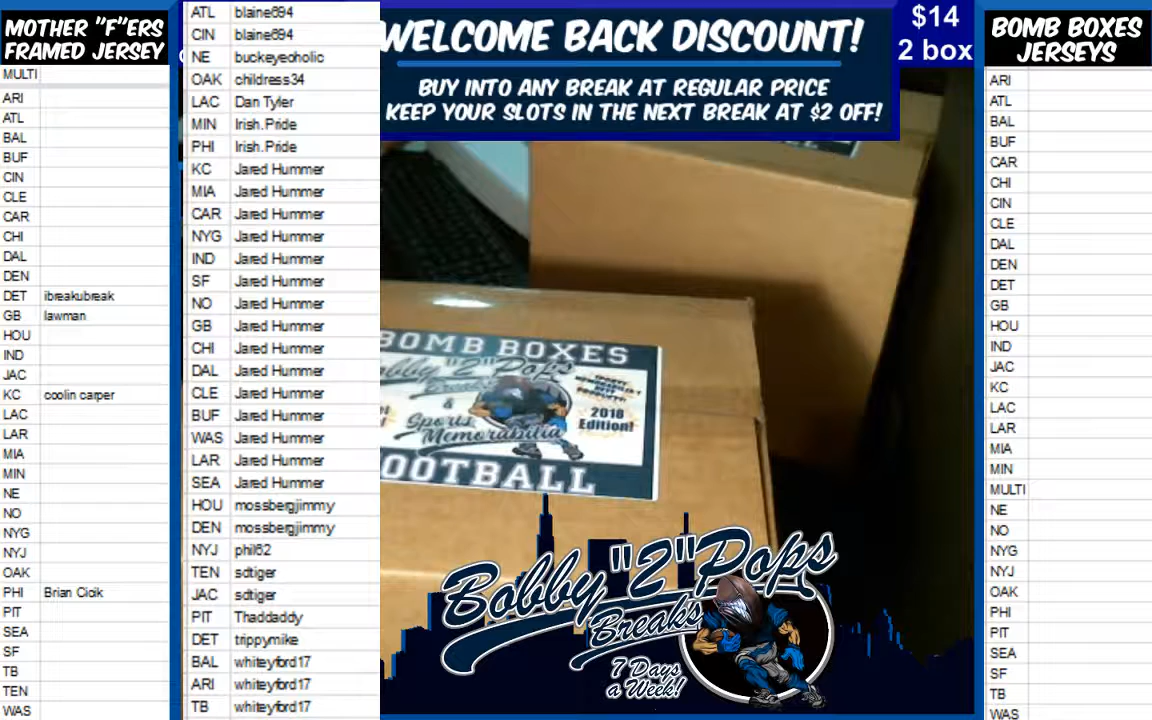 MOTHER "F"ERS
FRAMED JERSEY
MULTI
ARI
ATL
BAL
BUF
CIN
CLE
CAR
CHI
DAL
DEN
DET ibreakubreak
GB lawman
HOU
IND
JAC
KC coolin carper
LAC
LAR
MIA
MIN
NE
NO
NYG
NYJ
OAK
PHI Brian Cicik
PIT
SEA
SF
TB
TEN
WAS
ATL blaine694
CIN blaine694
NE buckeyeoholic
OAK childress34
LAC Dan Tyler
MIN Irish.Pride
PHI Irish.Pride
KC Jared Hummer
MIA Jared Hummer
CAR Jared Hummer
NYG Jared Hummer
IND Jared Hummer
SF Jared Hummer
NO Jared Hummer
GB Jared Hummer
CHI Jared Hummer
DAL Jared Hummer
CLE Jared Hummer
BUF Jared Hummer
WAS Jared Hummer
LAR Jared Hummer
SEA Jared Hummer
HOU mossbergjimmy
DEN mossbergjimmy
NYJ phil62
TEN sdtiger
JAC sdtiger
PIT Thaddaddy
DET trippymike
BAL whiteyford17
ARI whiteyford17
TB whiteyford17
WELCOME BACK DISCOUNT!
BUY INTO ANY BREAK AT REGULAR PRICE
KEEP YOUR SLOTS IN THE NEXT BREAK AT $2 OFF!
$14
2 box
BOMB BOXES
Bobby "2" Pops
Breaks
&
Sports
Memorabilia
2018
Edition!
FOOTBALL
Bobby "2" Pops
Breaks
7 Days
a Week!
BOMB BOXES
JERSEYS
ARI
ATL
BAL
BUF
CAR
CHI
CIN
CLE
DAL
DEN
DET
GB
HOU
IND
JAC
KC
LAC
LAR
MIA
MIN
MULTI
NE
NO
NYG
NYJ
OAK
PHI
PIT
SEA
SF
TB
WAS